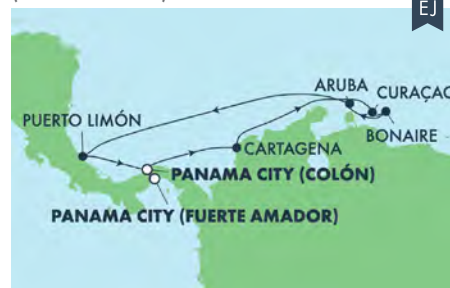 EJ
ARUBA
CURAÇAO
BONAIRE
PUERTO LIMÓN
CARTAGENA
PANAMA CITY (COLÓN)
PANAMA CITY (FUERTE AMADOR)